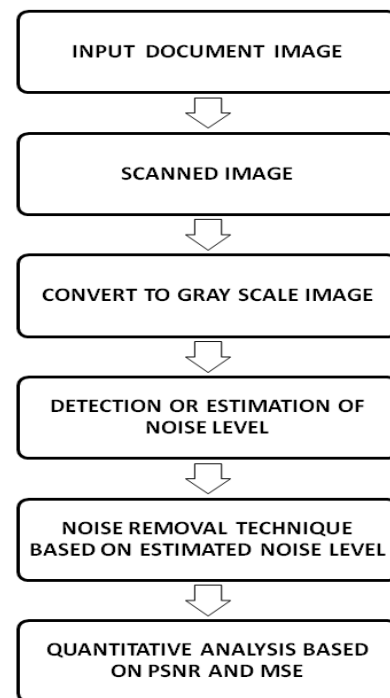 INPUT DOCUMENT IMAGE
SCANNED IMAGE
CONVERT TO GRAY SCALE IMAGE
DETECTION OR ESTIMATION OF
NOISE LEVEL
NOISE REMOVAL TECHNIQUE
BASED ON ESTIMATED NOISE LEVEL
QUANTITATIVE ANALYSIS BASED
ON PSNR AND MSE